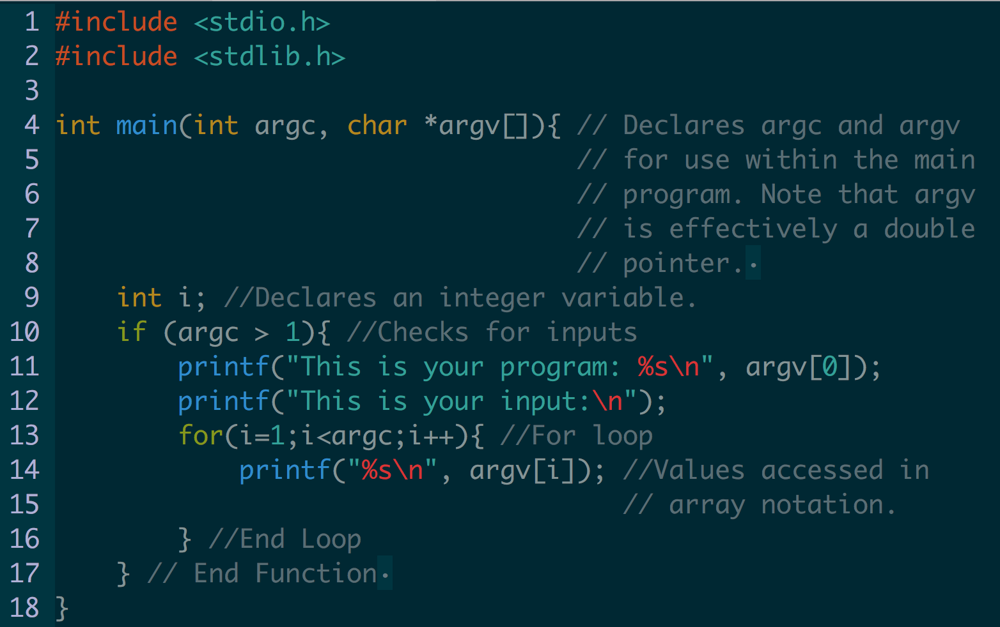 1 #include <stdio.h>
2 #include <stdlib.h>
3
4 int main(int argc, char *argv[]){ // Declares argc and argv
5                                   // for use within the main
6                                   // program. Note that argv
7                                   // is effectively a double
8                                   // pointer.·
9     int i; //Declares an integer variable.
10     if (argc > 1){ //Checks for inputs
11         printf("This is your program: %s\n", argv[0]);
12         printf("This is your input:\n");
13         for(i=1;i<argc;i++){ //For loop
14             printf("%s\n", argv[i]); //Values accessed in
15                                      // array notation.
16         } //End Loop
17     } // End Function·
18 }